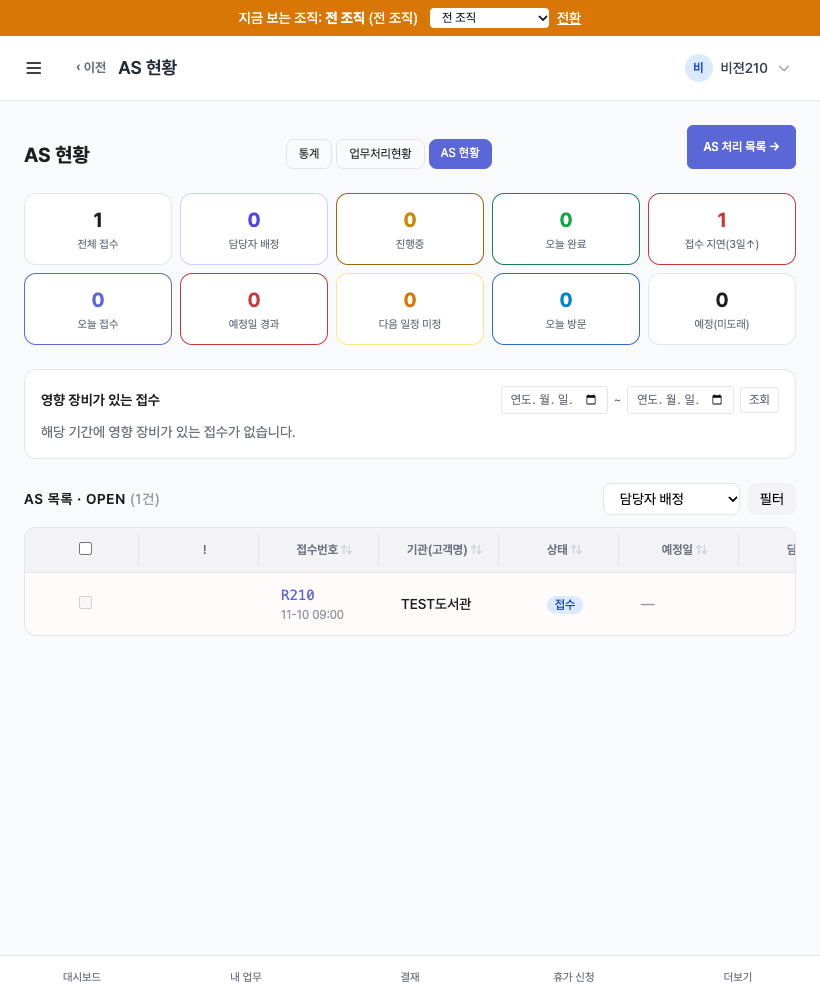 지금 보는 조직: 전 조직 (전 조직) 전 조직 전환
‹ 이전 AS 현황
비 비젼210
AS 현황
통계 업무처리현황 AS 현황
AS 처리 목록 →
1 0 0 0 1
전체 접수 담당자 배정 진행중 오늘 완료 접수 지연(3일↑)
0 0 0 0 0
오늘 접수 예정일 경과 다음 일정 미정 오늘 방문 예정(미도래)
영향 장비가 있는 접수 연도. 월. 일. ~ 연도. 월. 일. 조회
해당 기간에 영향 장비가 있는 접수가 없습니다.
AS 목록 · OPEN (1건) 담당자 배정 필터
! 접수번호 기관(고객명) 상태 예정일
R210 TEST도서관 접수 —
11-10 09:00
대시보드 내 업무 결재 휴가 신청 더보기